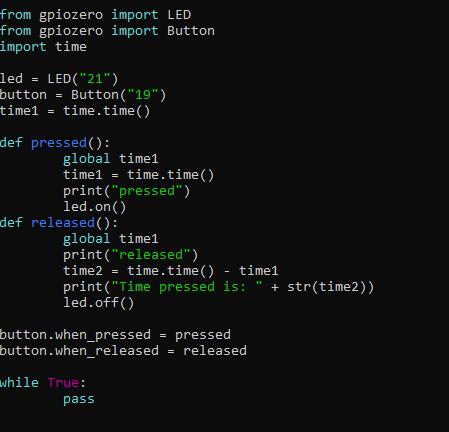 from gpiozero import LED
from gpiozero import Button
import time

led = LED("21")
button = Button("19")
time1 = time.time()

def pressed():
        global time1
        time1 = time.time()
        print("pressed")
        led.on()
def released():
        global time1
        print("released")
        time2 = time.time() - time1
        print("Time pressed is: " + str(time2))
        led.off()

button.when_pressed = pressed
button.when_released = released

while True:
        pass